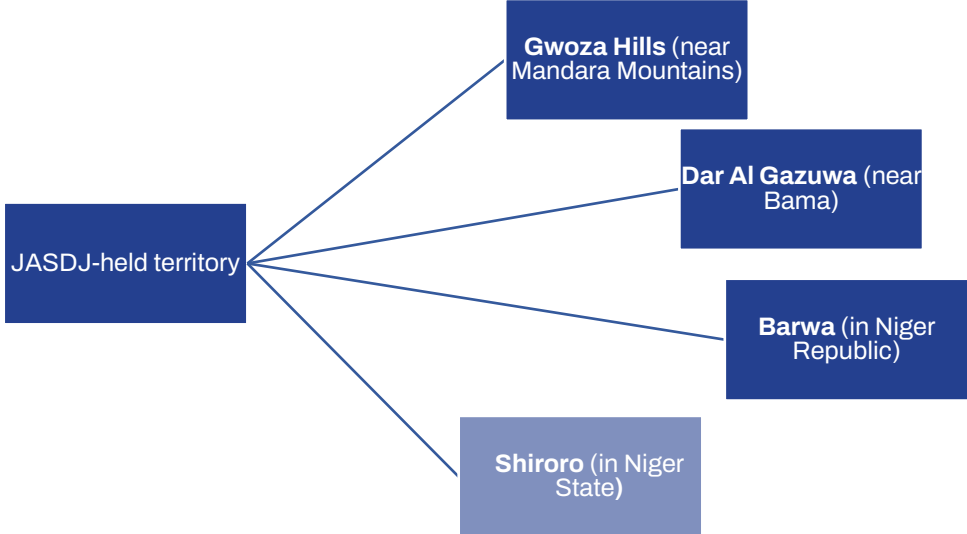 Gwoza Hills (near
Mandara Mountains)
Dar Al Gazuwa (near
Bama)
JASDJ-held territory
Barwa (in Niger
Republic)
Shiroro (in Niger
State)